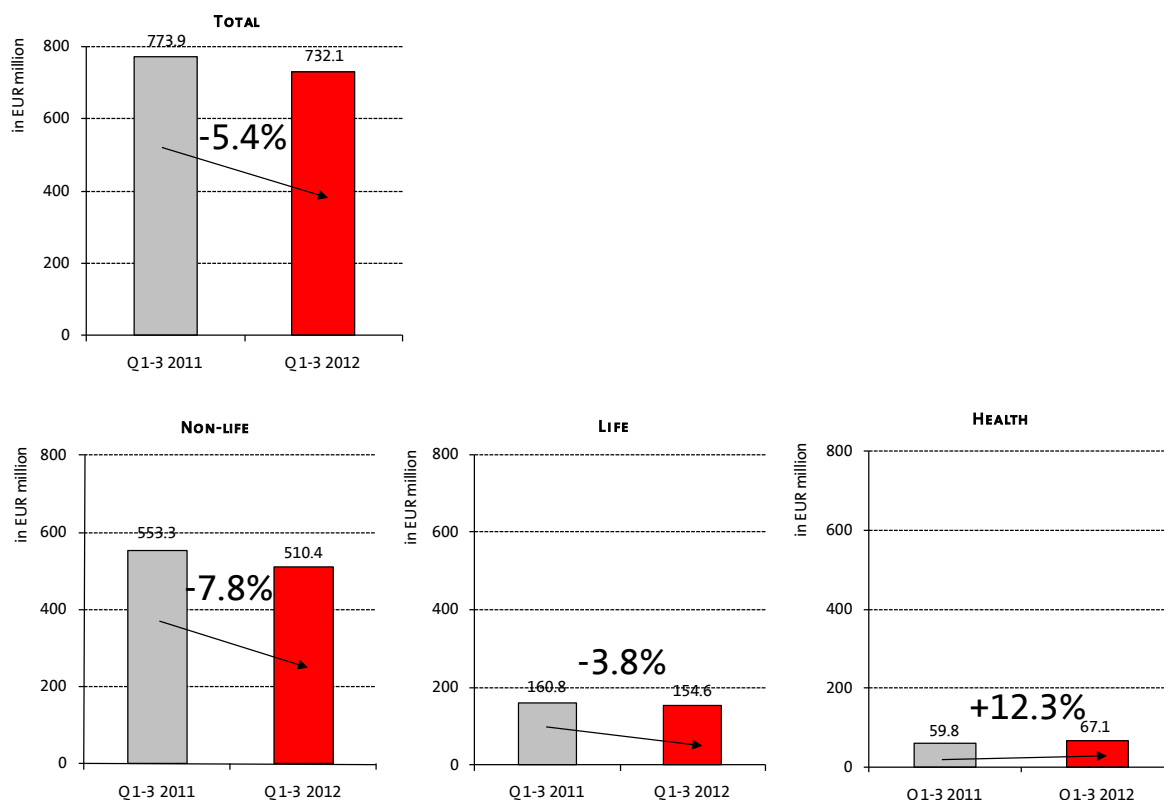 TOTAL
in EUR million
800
600
400
200
0
773.9
732.1
-5.4%
Q1-3 2011
Q1-3 2012
NON-LIFE
in EUR million
800
600
400
200
0
553.3
510.4
-7.8%
Q1-3 2011
Q1-3 2012
LIFE
in EUR million
800
600
400
200
0
160.8
154.6
-3.8%
Q1-3 2011
Q1-3 2012
HEALTH
in EUR million
800
600
400
200
0
59.8
67.1
+12.3%
Q1-3 2011
Q1-3 2012